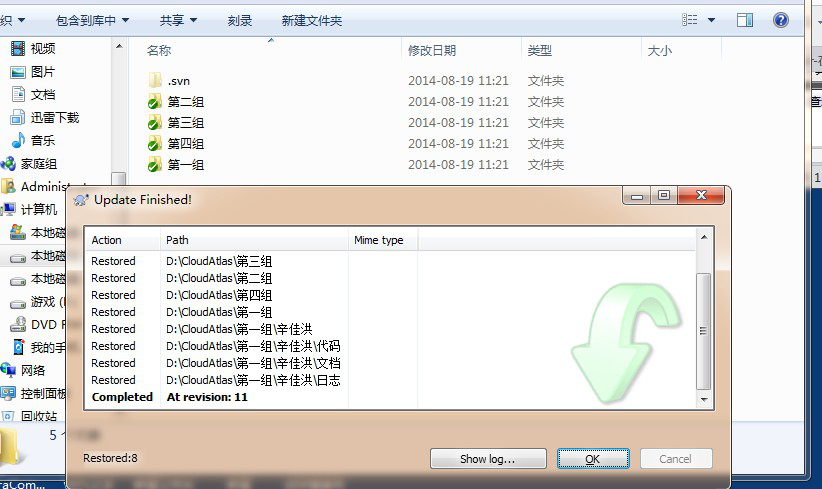 织 包含到库中 共享 刻录 新建文件夹
名称 修改日期 类型 大小
视频
图片
文档
迅雷下载
音乐
家庭组
计算机
本地磁
本地磁
本地磁
游戏
DVD
我的手
网络
控制面板
回收站
.svn 2014-08-19 11:21 文件夹
第二组 2014-08-19 11:21 文件夹
第三组 2014-08-19 11:21 文件夹
第四组 2014-08-19 11:21 文件夹
第一组 2014-08-19 11:21 文件夹
Update Finished!
Action Path Mime type
Restored D:\CloudAtlas\第三组
Restored D:\CloudAtlas\第二组
Restored D:\CloudAtlas\第四组
Restored D:\CloudAtlas\第一组
Restored D:\CloudAtlas\第一组\辛佳洪
Restored D:\CloudAtlas\第一组\辛佳洪\代码
Restored D:\CloudAtlas\第一组\辛佳洪\文档
Restored D:\CloudAtlas\第一组\辛佳洪\日志
Completed At revision: 11
Restored:8
Show log... OK Cancel